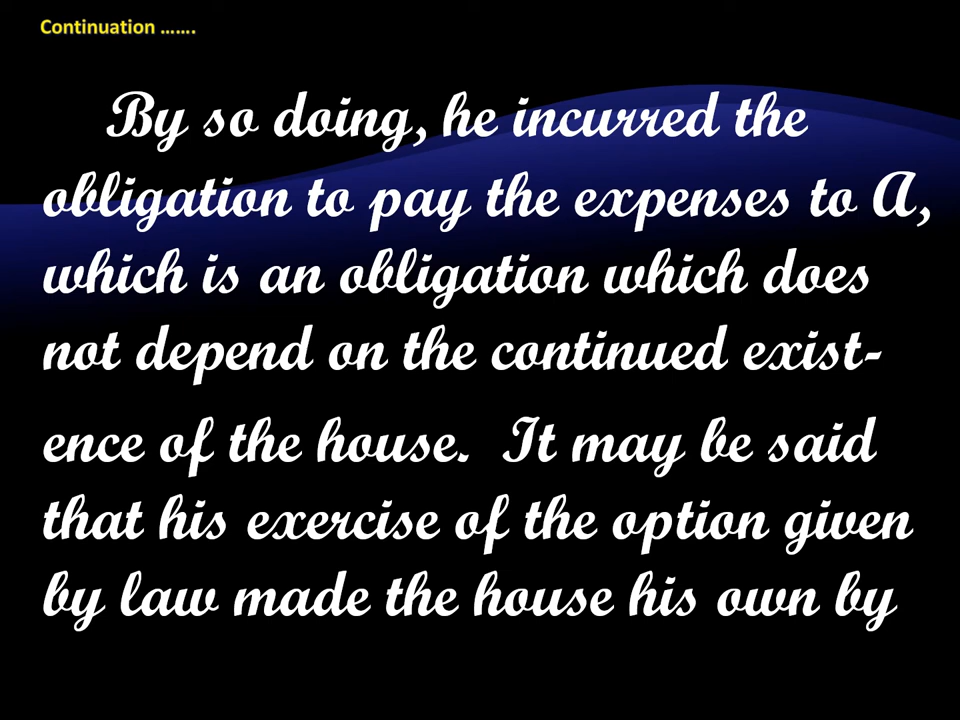 Continuation .......
By so doing, he incurred the
obligation to pay the expenses to A,
which is an obligation which does
not depend on the continued exist-
ence of the house.  It may be said
that his exercise of the option given
by law made the house his own by